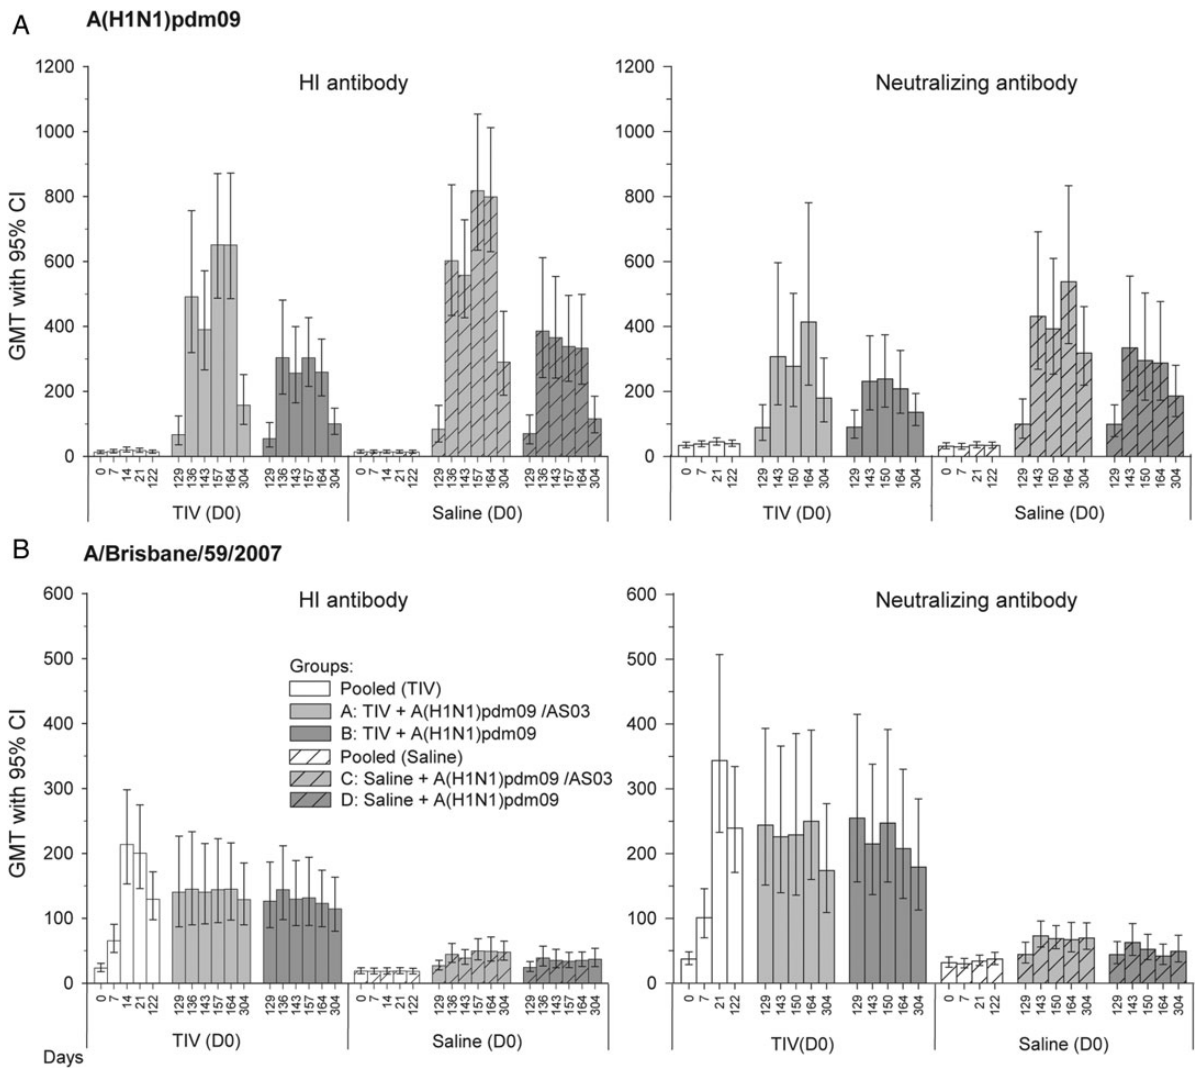 A
A(H1N1)pdm09
HI antibody
Neutralizing antibody
GMT with 95% CI
1200
1000
800
600
400
200
0
0 7 14 21 122 129 136 143 157 164 304 129 136 143 157 164 304 0 7 14 21 122 129 136 143 157 164 304 129 136 143 157 164 304
TIV (D0) Saline (D0)
1200
1000
800
600
400
200
0
0 7 21 122 129 143 150 164 304 129 143 150 164 304 0 7 21 122 129 143 150 164 304 129 143 150 164 304
TIV (D0) Saline (D0)
B
A/Brisbane/59/2007
HI antibody
Neutralizing antibody
GMT with 95% CI
600
500
400
300
200
100
0
Groups:
Pooled (TIV)
A: TIV + A(H1N1)pdm09 /AS03
B: TIV + A(H1N1)pdm09
Pooled (Saline)
C: Saline + A(H1N1)pdm09 /AS03
D: Saline + A(H1N1)pdm09
0 7 14 21 122 129 136 143 157 164 304 129 136 143 157 164 304 0 7 14 21 122 129 136 143 157 164 304 129 136 143 157 164 304
TIV (D0) Saline (D0)
Days
600
500
400
300
200
100
0
0 7 21 122 129 143 150 164 304 129 143 150 164 304 0 7 21 122 129 143 150 164 304 129 143 150 164 304
TIV(D0) Saline (D0)